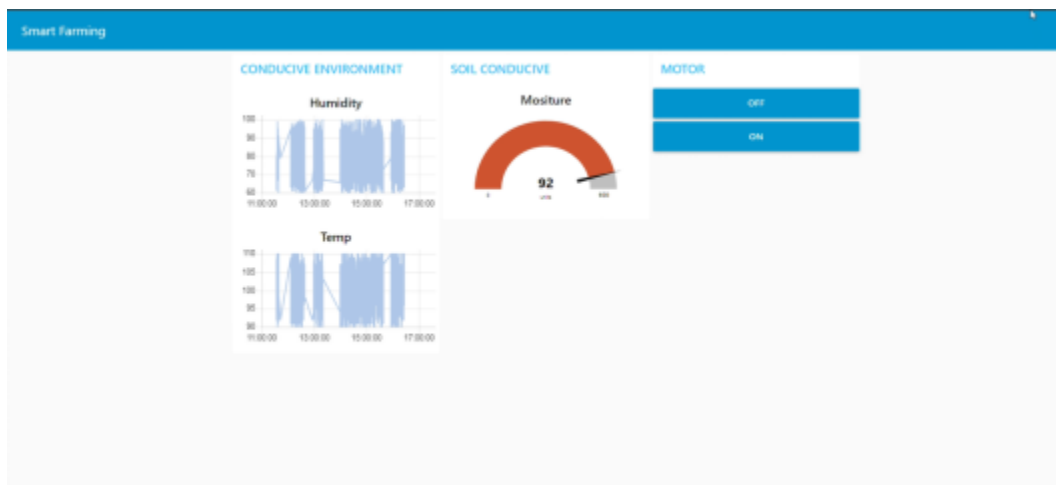 Smart Farming
CONDUCIVE ENVIRONMENT
Humidity
100
90
80
70
60
11:00:00 13:00:00 15:00:00 17:00:00
Temp
110
105
100
95
90
11:00:00 13:00:00 15:00:00 17:00:00
SOIL CONDUCIVE
Mositure
92
units
0
MOTOR
OFF
ON